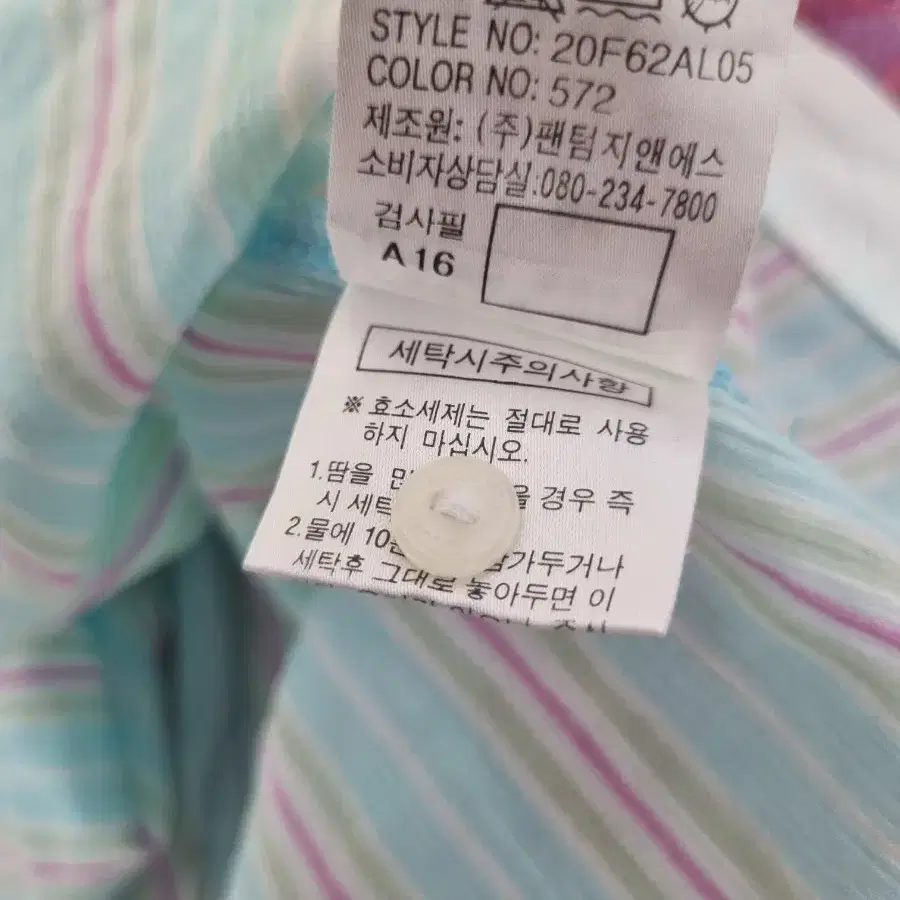 STYLE NO: 20F62AL05
COLOR NO: 572
제조원: (주)팬텀지앤에스
소비자상담실:080-234-7800
검사필
A16
세탁시주의사항
※ 효소세제는 절대로 사용
하지 마십시오.
1.땀을 경우 즉
시 세탁
2.물에 10 가두거나
세탁후 그대로 놓아두면 이